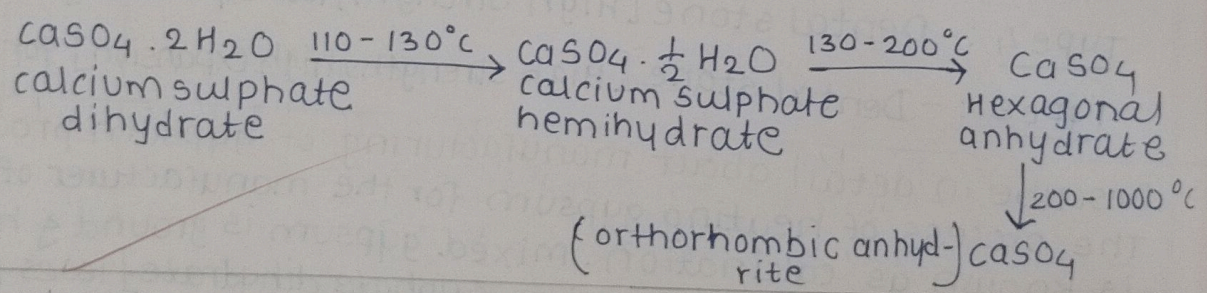 caSO4 . 2H2O 110-130°C caSO4 . 1/2 H2O 130-200°C CaSO4
calcium sulphate calcium sulphate Hexagonal
dihydrate hemihydrate anhydrate
200-1000°C
(orthorhombic anhyd-) caSO4
rite